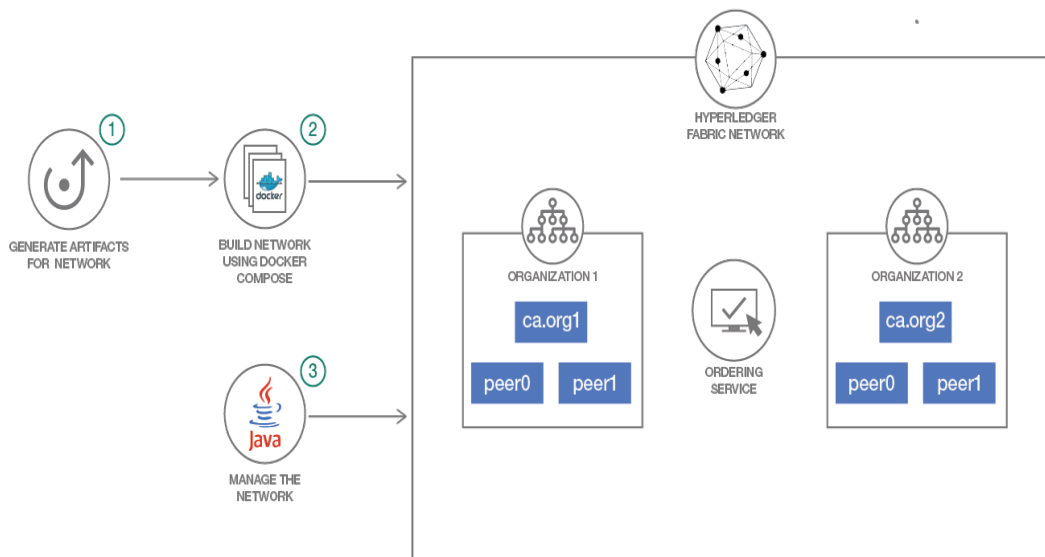 1
2
HYPERLEDGER
FABRIC NETWORK
docker
GENERATE ARTIFACTS
FOR NETWORK
BUILD NETWORK
USING DOCKER
COMPOSE
ORGANIZATION 1
ca.org1
peer0
peer1
ORDERING
SERVICE
ORGANIZATION 2
ca.org2
peer0
peer1
3
Java
MANAGE THE
NETWORK